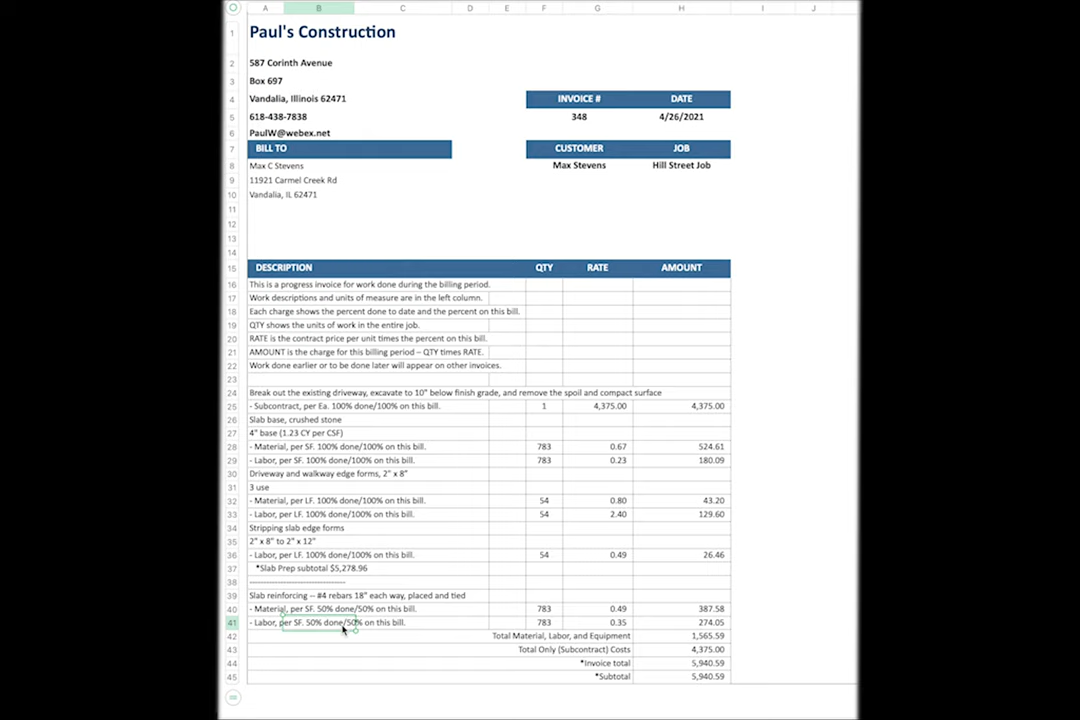 A B C D E F G H I J
1 Paul's Construction
2 587 Corinth Avenue
3 Box 697
4 Vandalia, Illinois 62471 INVOICE # DATE
5 618-438-7838 348 4/26/2021
6 PaulW@webex.net
7 BILL TO CUSTOMER JOB
8 Max C Stevens Max Stevens Hill Street Job
9 11921 Carmel Creek Rd
10 Vandalia, IL 62471
11
12
13
14
15 DESCRIPTION QTY RATE AMOUNT
16 This is a progress invoice for work done during the billing period.
17 Work descriptions and units of measure are in the left column.
18 Each charge shows the percent done to date and the percent on this bill.
19 QTY shows the units of work in the entire job.
20 RATE is the contract price per unit times the percent on this bill.
21 AMOUNT is the charge for this billing period – QTY times RATE.
22 Work done earlier or to be done later will appear on other invoices.
23
24 Break out the existing driveway, excavate to 10" below finish grade, and remove the spoil and compact surface
25 - Subcontract, per Ea. 100% done/100% on this bill. 1 4,375.00 4,375.00
26 Slab base, crushed stone
27 4" base (1.23 CY per CSF)
28 - Material, per SF. 100% done/100% on this bill. 783 0.67 524.61
29 - Labor, per SF. 100% done/100% on this bill. 783 0.23 180.09
30 Driveway and walkway edge forms, 2" x 8"
31 3 use
32 - Material, per LF. 100% done/100% on this bill. 54 0.80 43.20
33 - Labor, per LF. 100% done/100% on this bill. 54 2.40 129.60
34 Stripping slab edge forms
35 2" x 8" to 2" x 12"
36 - Labor, per LF. 100% done/100% on this bill. 54 0.49 26.46
37 *Slab Prep subtotal $5,278.96
38 --------------------------------
39 Slab reinforcing -- #4 rebars 18" each way, placed and tied
40 - Material, per SF. 50% done/50% on this bill. 783 0.49 387.58
41 - Labor, per SF. 50% done/50% on this bill. 783 0.35 274.05
42 Total Material, Labor, and Equipment 1,565.59
43 Total Only (Subcontract) Costs 4,375.00
44 *Invoice total 5,940.59
45 *Subtotal 5,940.59